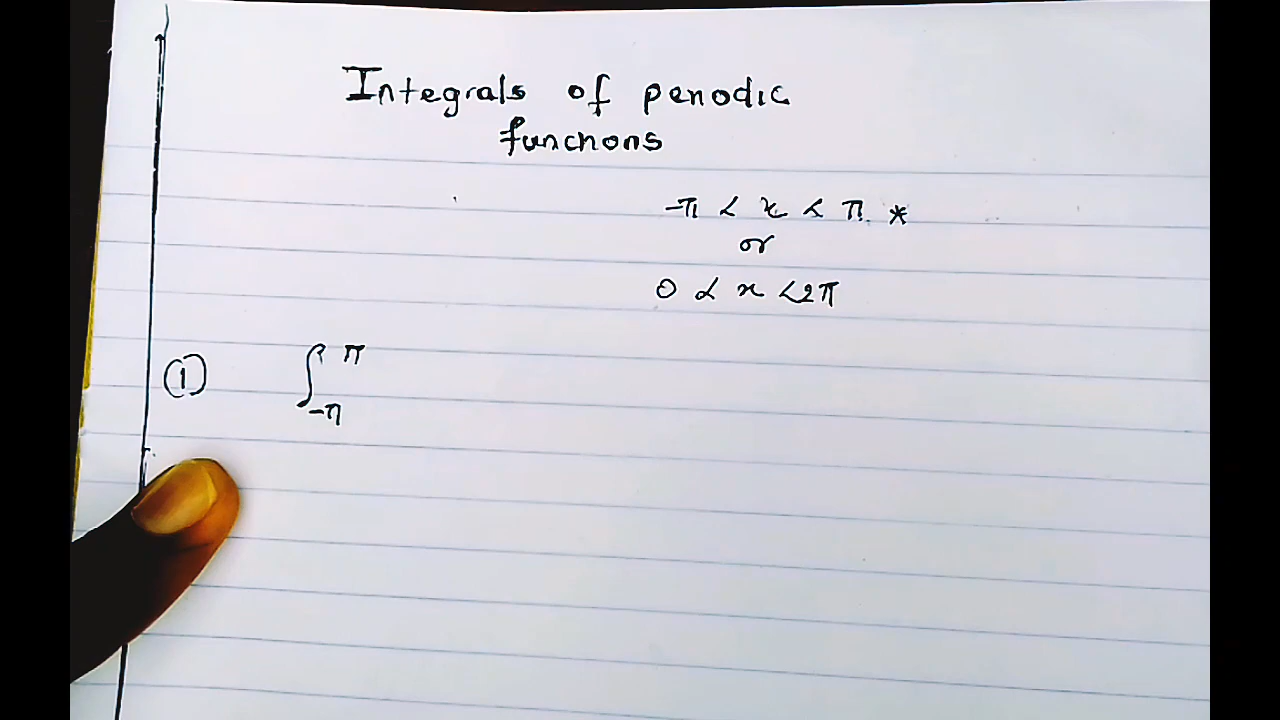 Integrals of periodic
functions
-π < x < π *
or
0 < x < 2π
① ∫_{-π}^{π}